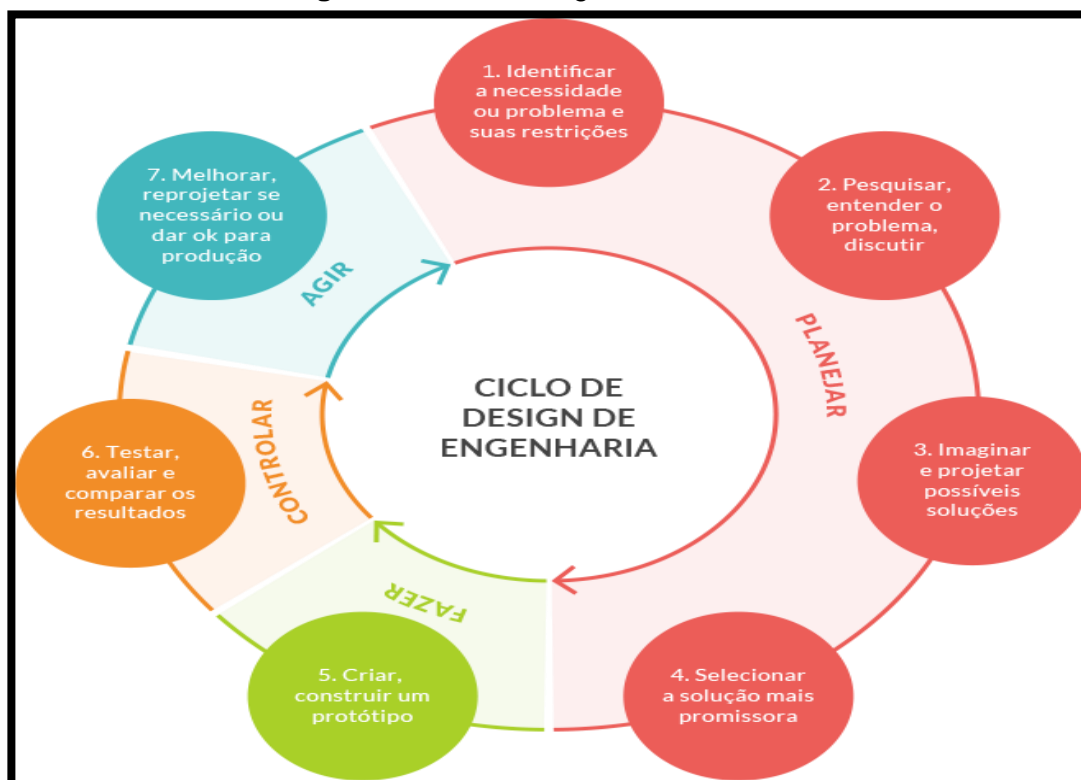 1. Identificar
a necessidade
ou problema e
suas restrições
2. Pesquisar,
entender o
problema,
discutir
3. Imaginar
e projetar
possíveis
soluções
4. Selecionar
a solução mais
promissora
5. Criar,
construir um
protótipo
6. Testar,
avaliar e
comparar os
resultados
7. Melhorar,
reprojetar se
necessário ou
dar ok para
produção
PLANEJAR
FAZER
CONTROLAR
AGIR
CICLO DE
DESIGN DE
ENGENHARIA